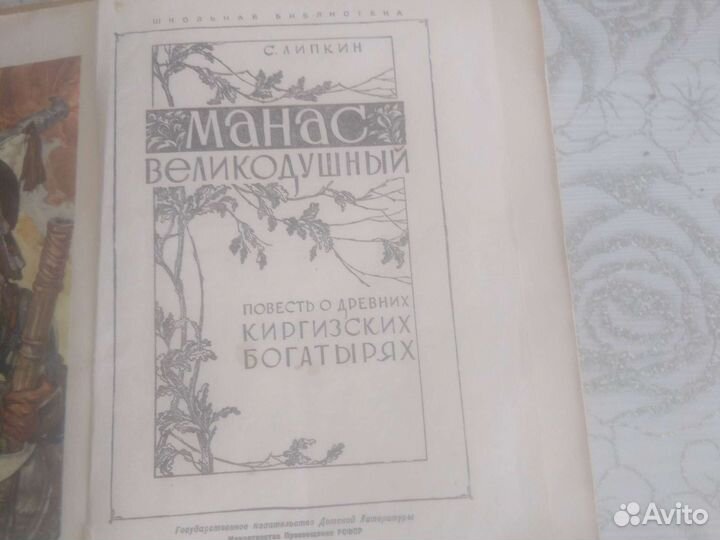 ШКОЛЬНАЯ БИБЛИОТЕКА
С. ЛИПКИН
МАНАС
ВЕЛИКОДУШНЫЙ
ПОВЕСТЬ О ДРЕВНИХ
КИРГИЗСКИХ
БОГАТЫРЯХ
Государственное издательство Детской Литературы
Министерства Просвещения РСФСР
Avito